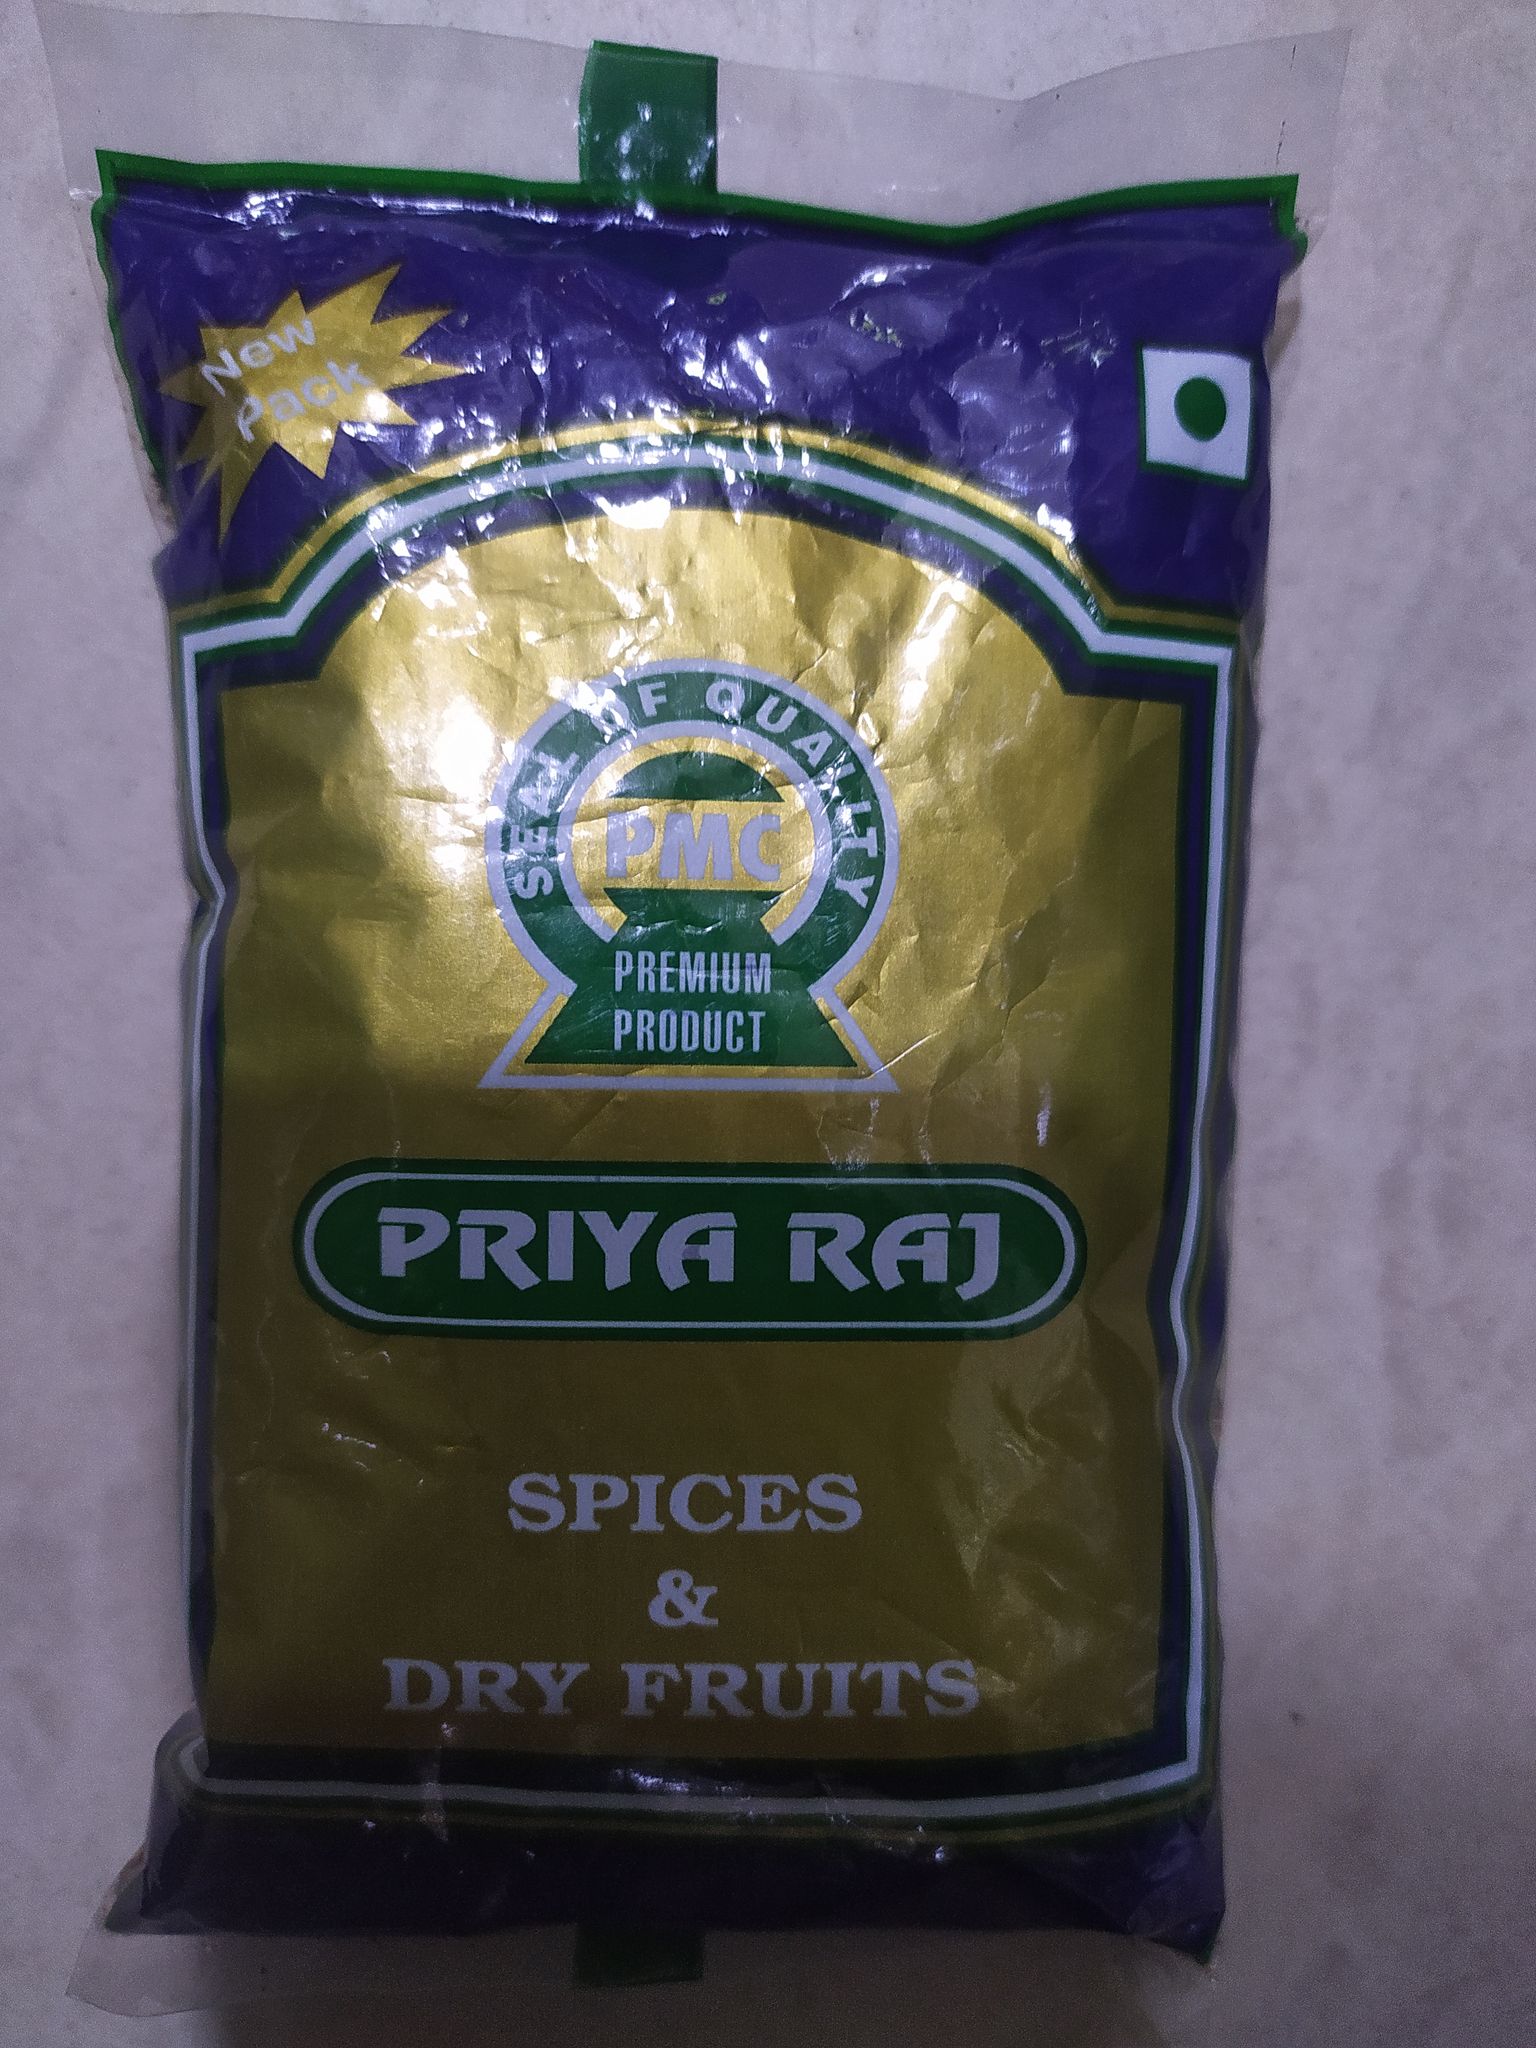 New
Pack
SEAL OF QUALITY
PMC
PREMIUM
PRODUCT
PRIYA RAJ
SPICES
&
DRY FRUITS